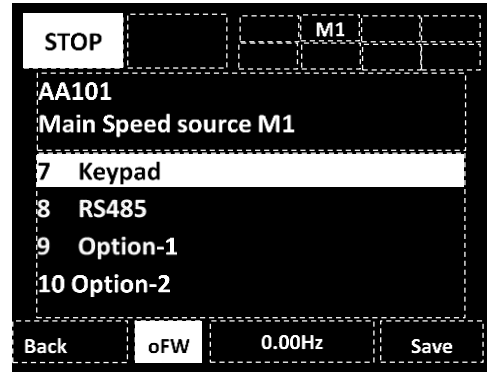 STOP M1
AA101
Main Speed source M1
7 Keypad
8 RS485
9 Option-1
10 Option-2
Back oFW 0.00Hz Save